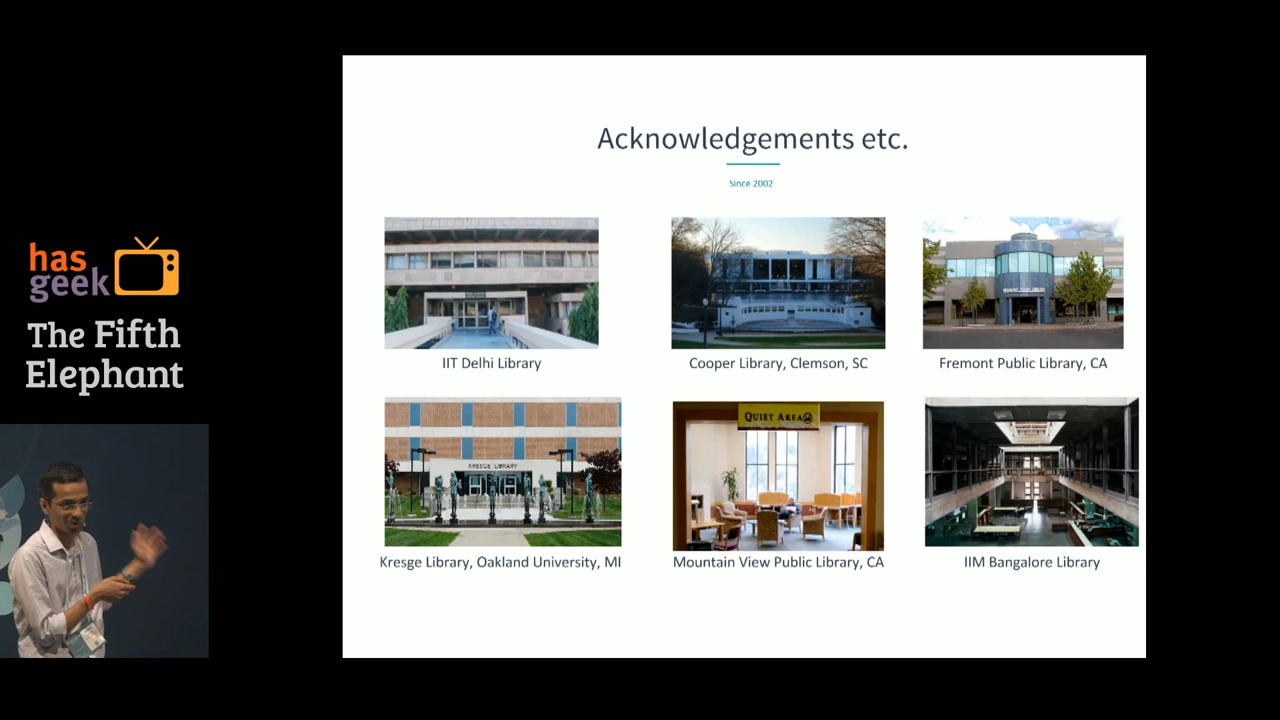 has
geek
The Fifth
Elephant
Acknowledgements etc.
Since 2002
IIT Delhi Library
Cooper Library, Clemson, SC
Fremont Public Library, CA
KRESGE LIBRARY
QUIET AREA
Kresge Library, Oakland University, MI
Mountain View Public Library, CA
IIM Bangalore Library